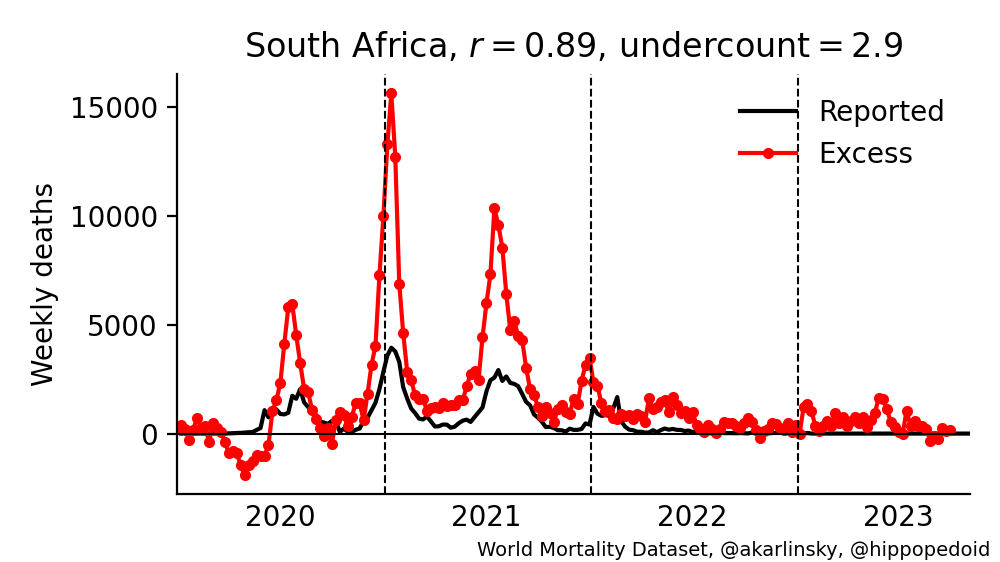 South Africa, r = 0.89, undercount = 2.9
Reported
Excess
Weekly deaths
15000
10000
5000
0
2020 2021 2022 2023
World Mortality Dataset, @akarlinsky, @hippopedoid